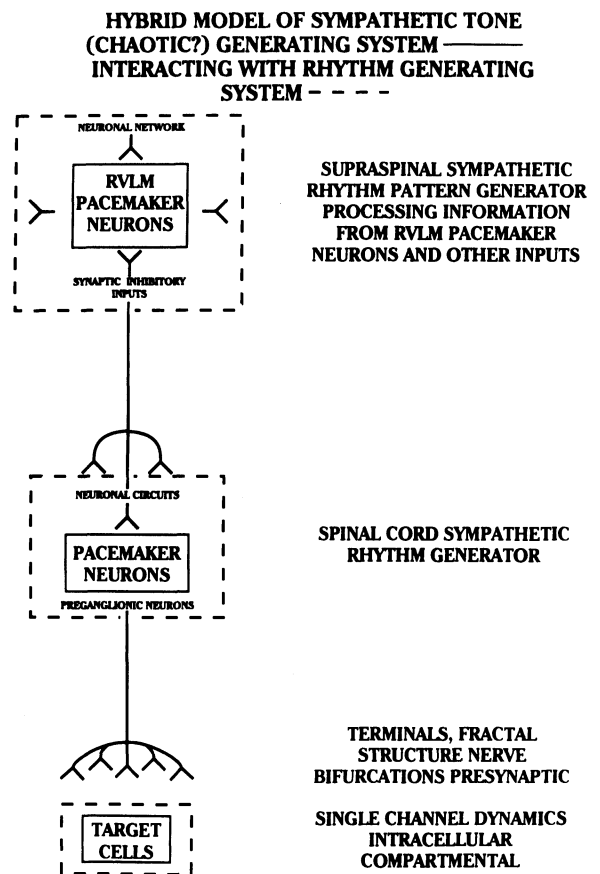 HYBRID MODEL OF SYMPATHETIC TONE
(CHAOTIC?) GENERATING SYSTEM ———
INTERACTING WITH RHYTHM GENERATING
SYSTEM – – – –
NEURONAL NETWORK
RVLM
PACEMAKER
NEURONS
SYNAPTIC INHIBITORY
INPUTS
SUPRASPINAL SYMPATHETIC
RHYTHM PATTERN GENERATOR
PROCESSING INFORMATION
FROM RVLM PACEMAKER
NEURONS AND OTHER INPUTS
NEURONAL CIRCUITS
PACEMAKER
NEURONS
PREGANGLIONIC NEURONS
SPINAL CORD SYMPATHETIC
RHYTHM GENERATOR
TERMINALS, FRACTAL
STRUCTURE NERVE
BIFURCATIONS PRESYNAPTIC
TARGET
CELLS
SINGLE CHANNEL DYNAMICS
INTRACELLULAR
COMPARTMENTAL